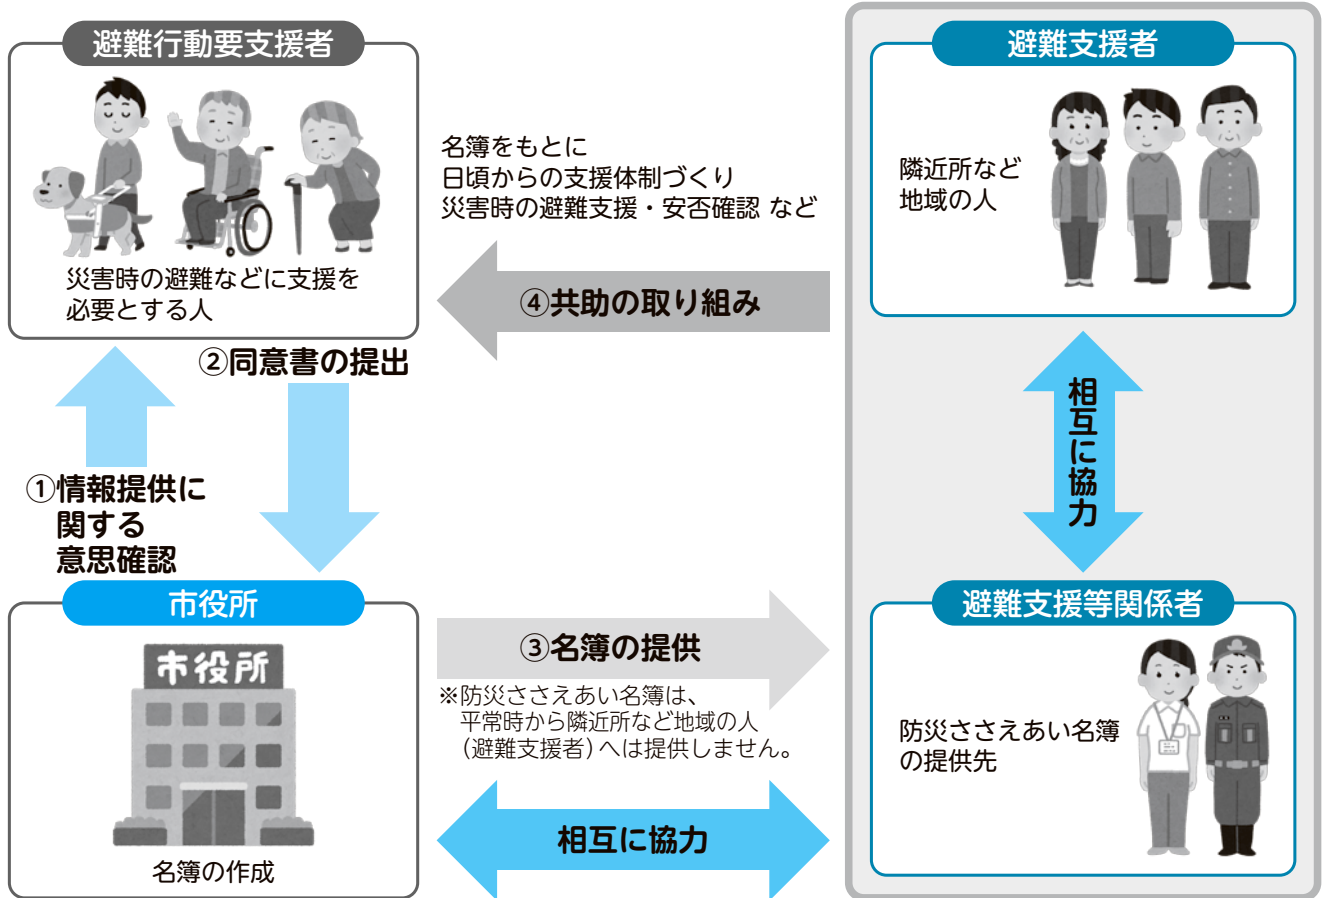 避難行動要支援者
災害時の避難などに支援を
必要とする人
名簿をもとに
日頃からの支援体制づくり
災害時の避難支援・安否確認 など
④共助の取り組み
避難支援者
隣近所など
地域の人
②同意書の提出
①情報提供に
関する
意思確認
相互に協力
市役所
市役所
名簿の作成
③名簿の提供
※防災ささえあい名簿は、
平常時から隣近所など地域の人
（避難支援者）へは提供しません。
相互に協力
避難支援等関係者
防災ささえあい名簿
の提供先